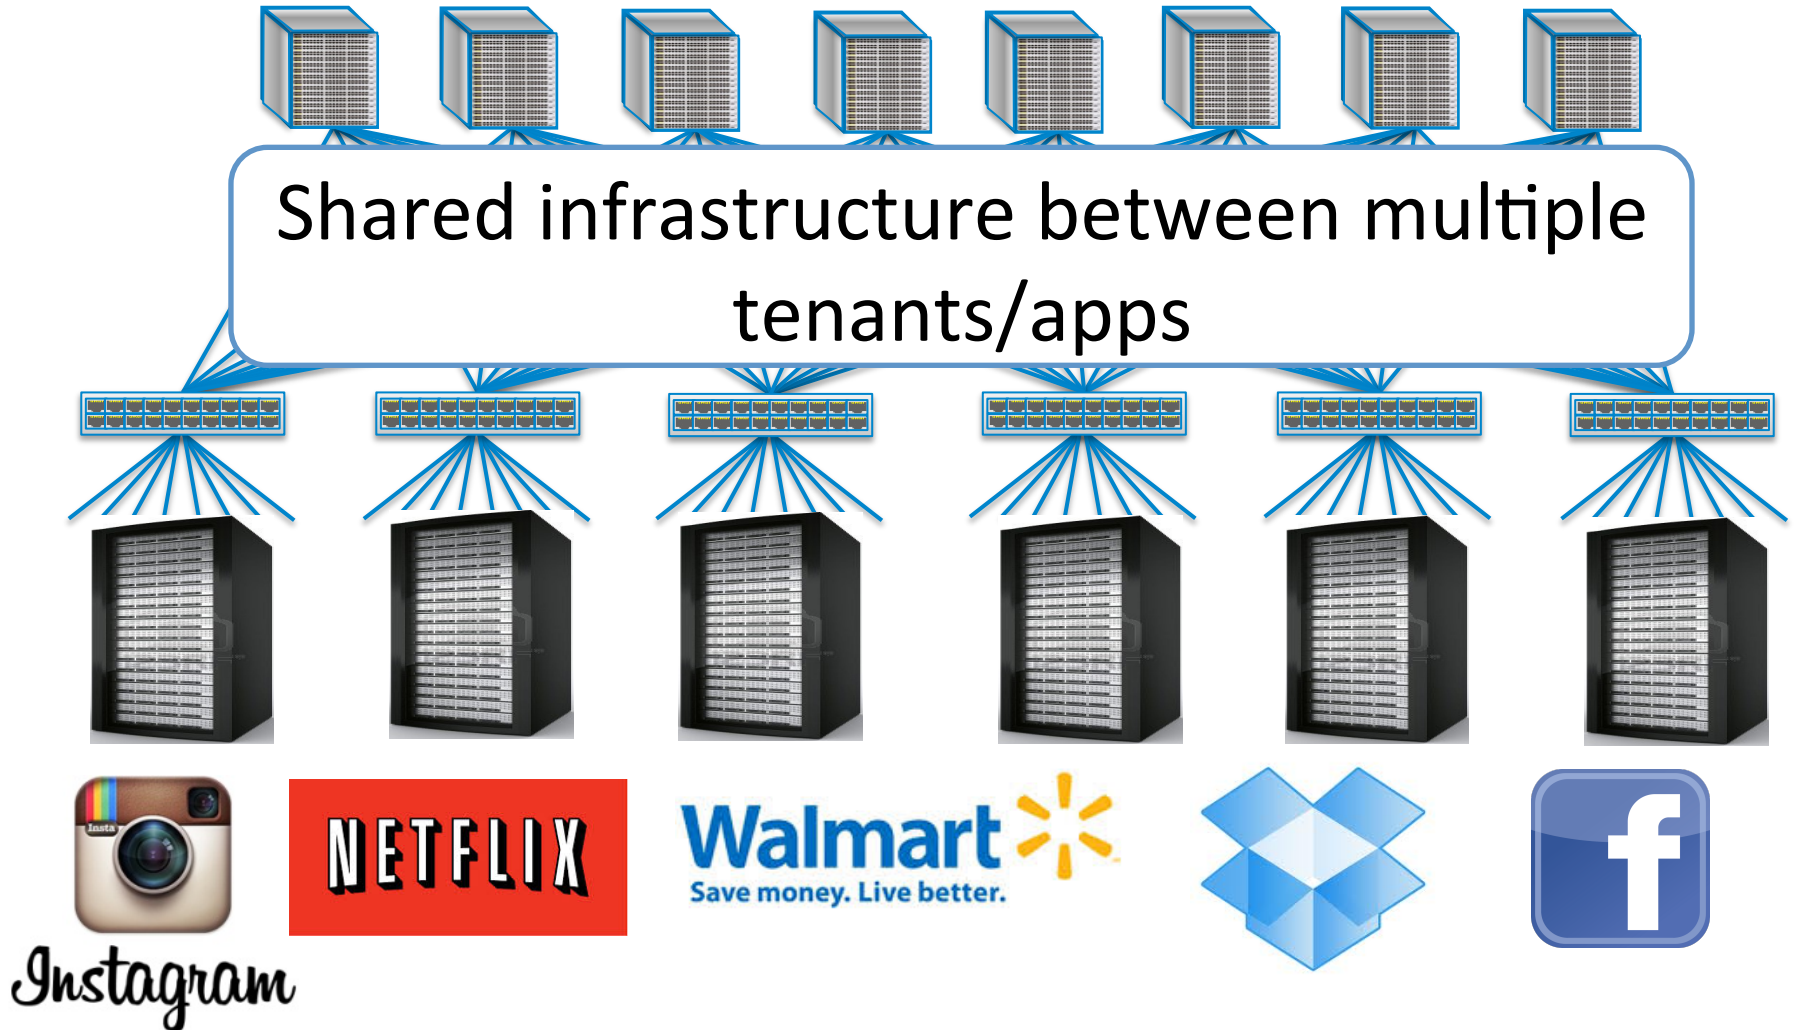 Shared infrastructure between multiple
tenants/apps
Insta
NETFLIX
Walmart
Save money. Live better.
f
Instagram